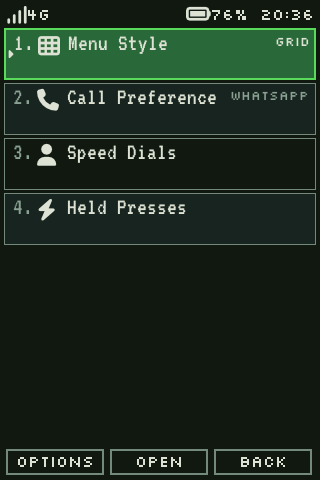 4G 76% 20:36
1. Menu Style GRID
2. Call Preference WHATSAPP
3. Speed Dials
4. Held Presses
OPTIONS OPEN BACK